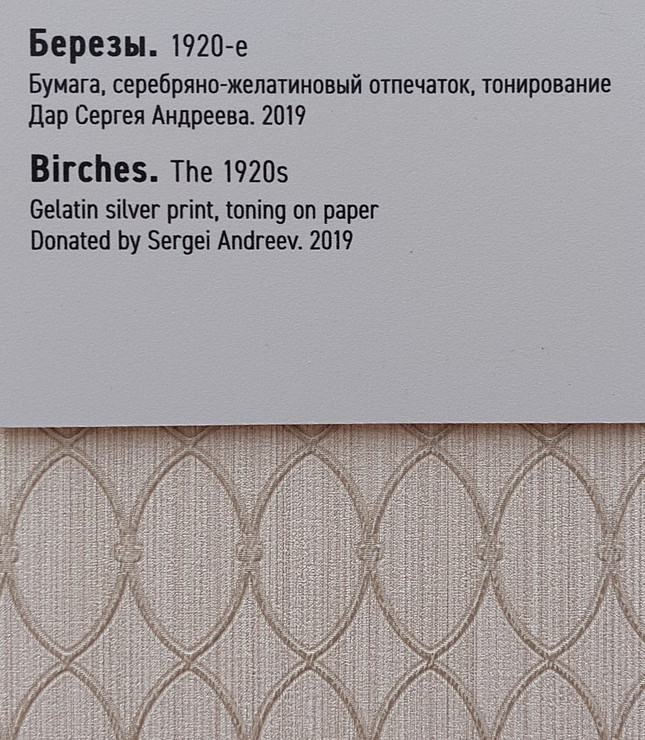 Березы. 1920-е
Бумага, серебряно-желатиновый отпечаток, тонирование
Дар Сергея Андреева. 2019
Birches. The 1920s
Gelatin silver print, toning on paper
Donated by Sergei Andreev. 2019